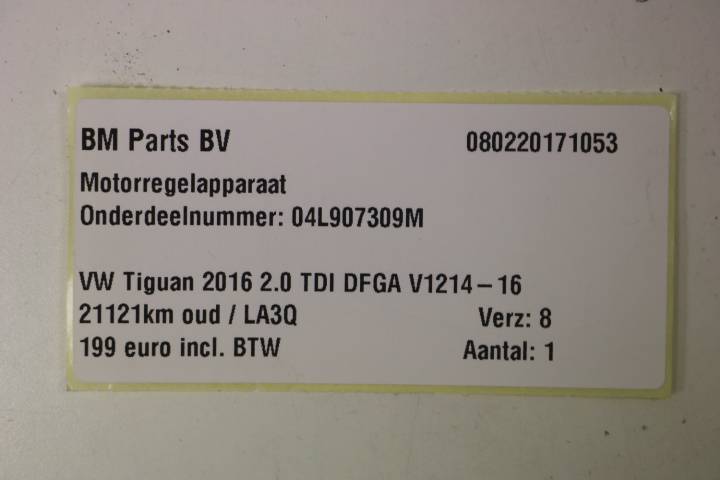 BM Parts BV 080220171053
Motorregelapparaat
Onderdeelnummer: 04L907309M
VW Tiguan 2016 2.0 TDI DFGA V1214-16
21121km oud / LA3Q Verz: 8
199 euro incl. BTW Aantal: 1